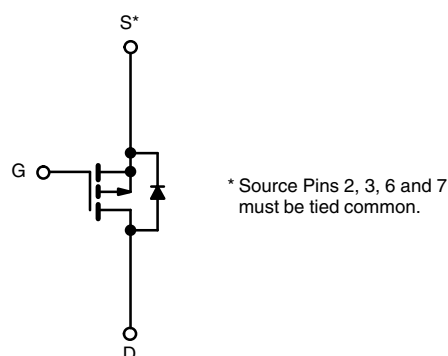 S*
G
* Source Pins 2, 3, 6 and 7
must be tied common.
D